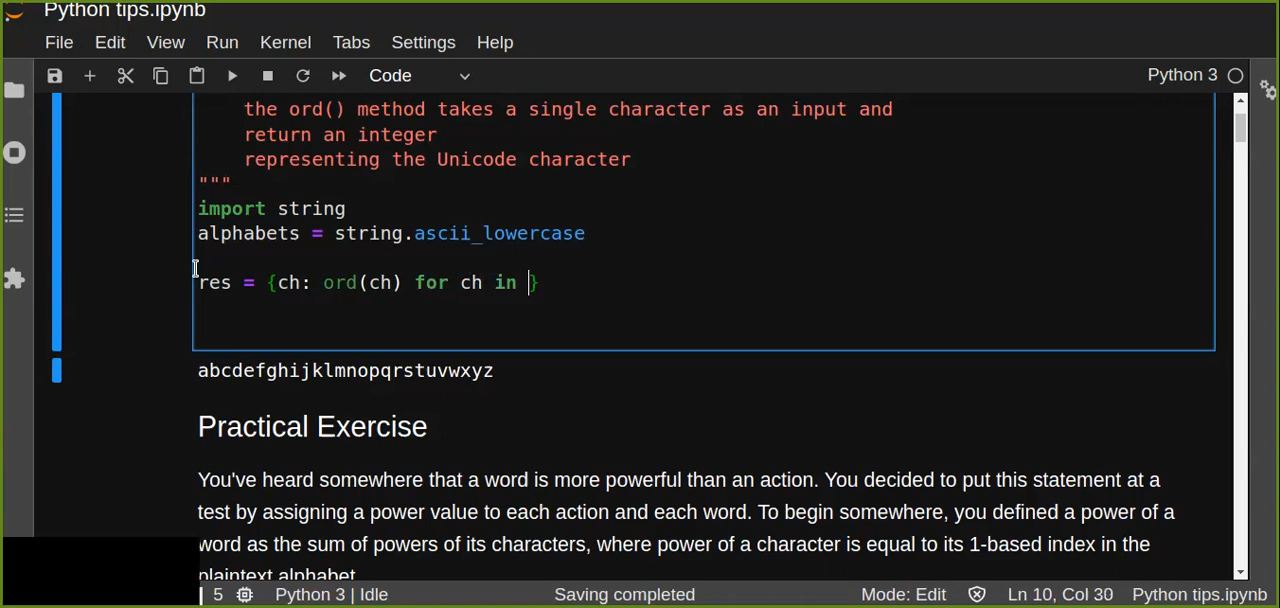 Python tips.ipynb
File Edit View Run Kernel Tabs Settings Help
Code Python 3
the ord() method takes a single character as an input and
return an integer
representing the Unicode character
"""
import string
alphabets = string.ascii_lowercase
res = {ch: ord(ch) for ch in }
abcdefghijklmnopqrstuvwxyz
Practical Exercise
You've heard somewhere that a word is more powerful than an action. You decided to put this statement at a
test by assigning a power value to each action and each word. To begin somewhere, you defined a power of a
word as the sum of powers of its characters, where power of a character is equal to its 1-based index in the
plaintext alphabet
5 Python 3 | Idle Saving completed Mode: Edit Ln 10, Col 30 Python tips.ipynb